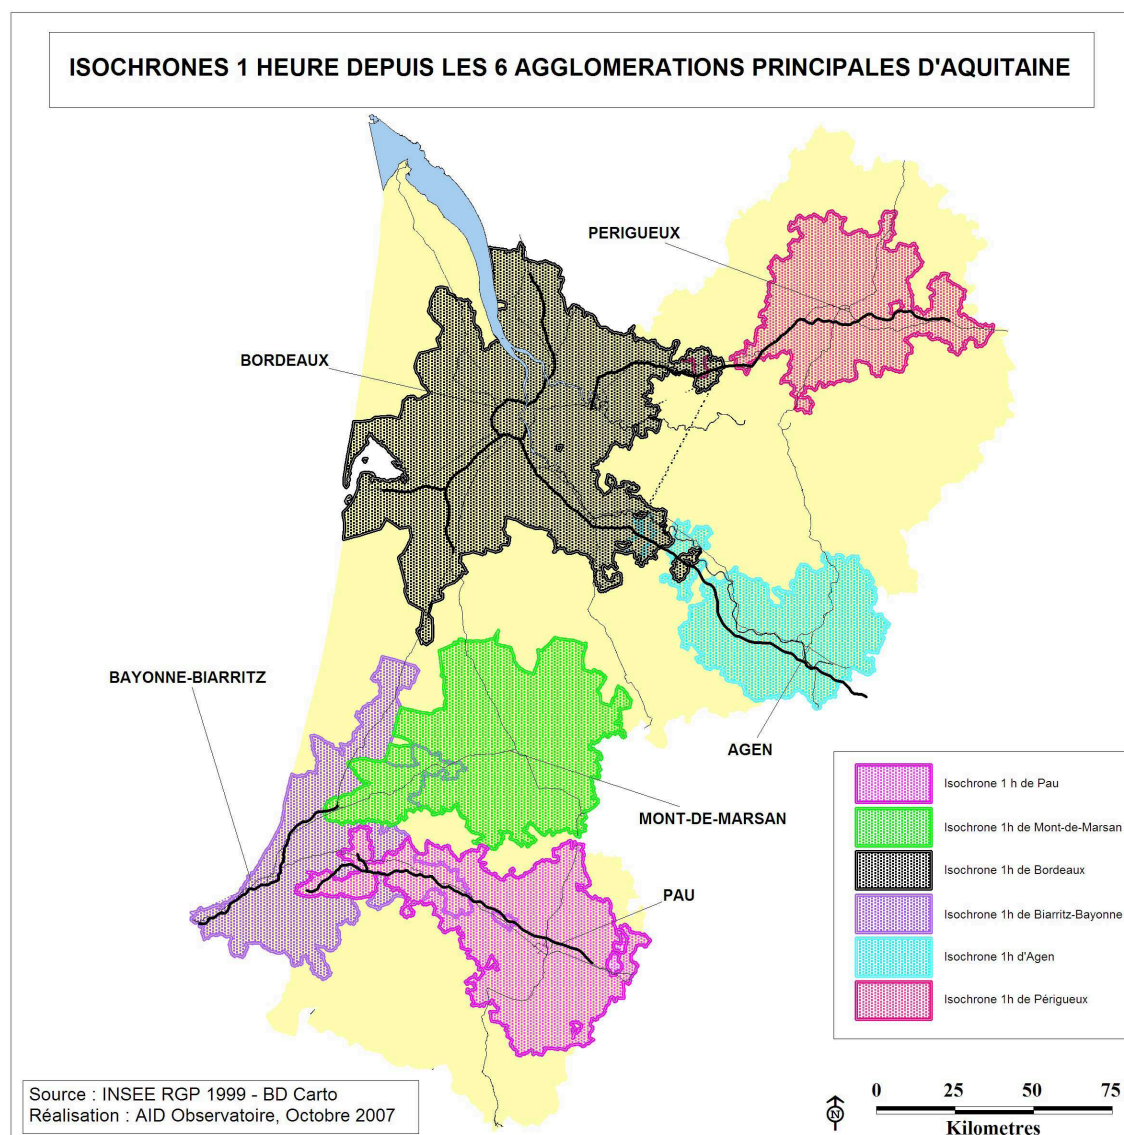 ISOCHRONES 1 HEURE DEPUIS LES 6 AGGLOMERATIONS PRINCIPALES D'AQUITAINE
PERIGUEUX
BORDEAUX
BAYONNE-BIARRITZ
AGEN
MONT-DE-MARSAN
PAU
Isochrone 1 h de Pau
Isochrone 1h de Mont-de-Marsan
Isochrone 1h de Bordeaux
Isochrone 1h de Biarritz-Bayonne
Isochrone 1h d'Agen
Isochrone 1h de Périgueux
Source : INSEE RGP 1999 - BD Carto
Réalisation : AID Observatoire, Octobre 2007
N
0 25 50 75
Kilometres